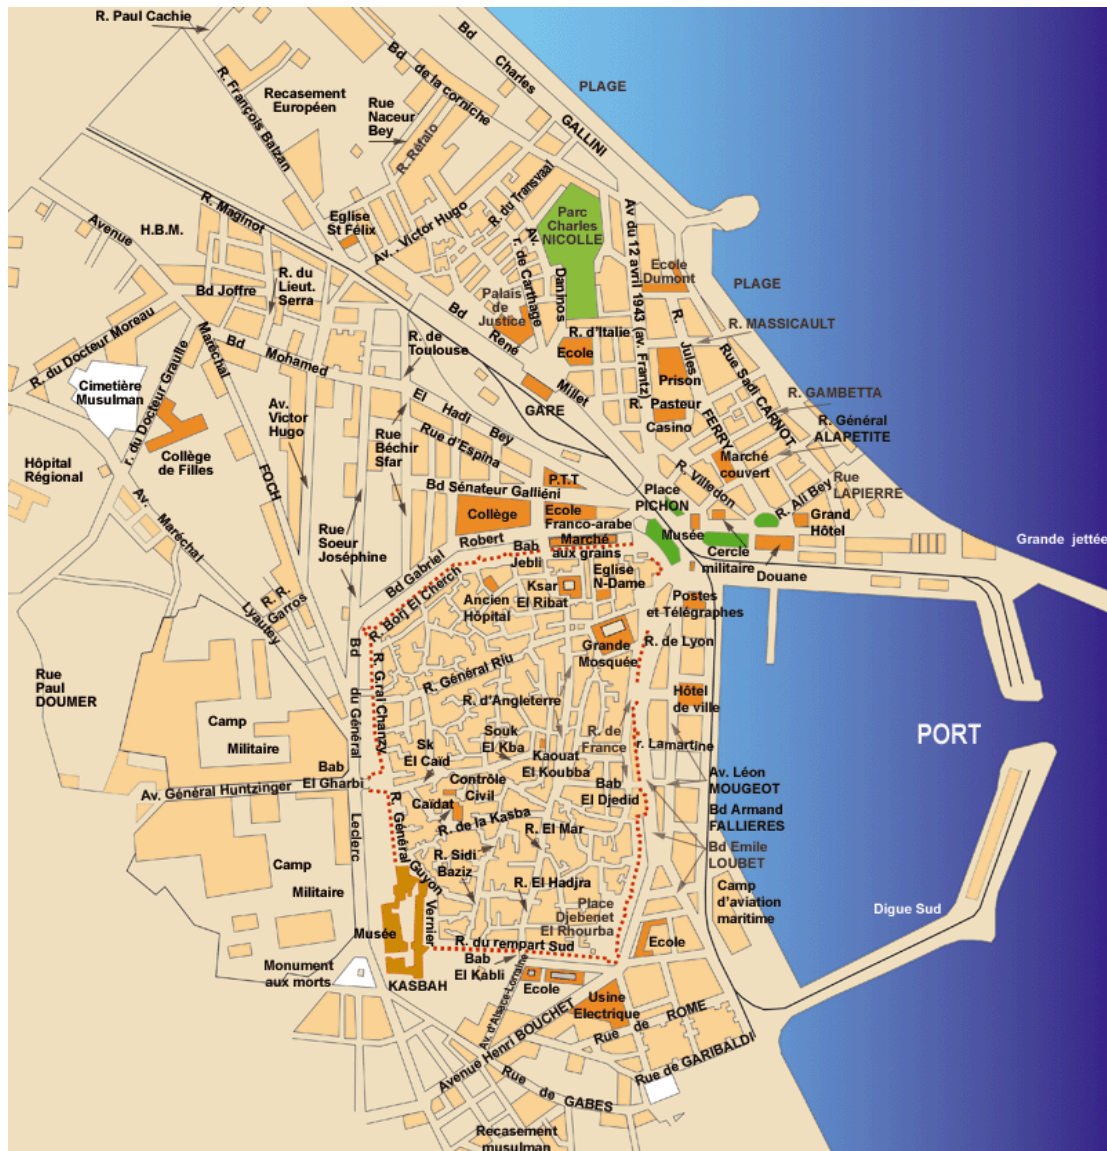 R. Paul Cachie
Bd Charles GALLINI
PLAGE
Bd de la corniche
R. François Balzan
Recasement
Européen
Rue
Naceur
Bey
R. Réfalo
R. du Transvaal
Avenue
H.B.M.
R. Maginot
Eglise
St Félix
Av. Victor Hugo
Parc
Charles
NICOLLE
Av. Daninos
r. de Carthage
Av du 12 avril 1943 (av. Frantz)
Ecole
Dumont
PLAGE
R. du
Lieut.
Serra
Bd Joffre
Palais
de
Justice
Bd René Millet
R. d'Italie
R. MASSICAULT
R. du Docteur Moreau
Maréchal FOCH
Bd Mohamed El Hadi Bey
R. de
Toulouse
Ecole
R. Jules FERRY
Prison
Rue Sadi CARNOT
R. GAMBETTA
Cimetière
Musulman
r. du Docteur Graulle
Av.
Victor
Hugo
GARE
R. Pasteur
Casino
R. Général
ALAPETITE
Collège
de Filles
Rue
Béchir
Sfar
Rue d'Espina
Marché
couvert
Hôpital
Régional
P.T.T
R. Villedon
Rue
LAPIERRE
Bd Sénateur Galliéni
Place
PICHON
R. Ali Bey
Av. Maréchal Lyautey
Collège
Ecole
Franco-arabe
Grand
Hôtel
Rue
Soeur
Joséphine
Bd Gabriel Robert
Bab
Jebli
Marché
aux grains
Musée
Cercle
militaire
Douane
Grande jettée
Eglise
N-Dame
R. R. Garros
R. Borj El Cherch
Ancien
Hôpital
Ksar
El Ribat
Postes
et Télégraphes
Grande
Mosquée
R. de Lyon
Rue
Paul
DOUMER
Bd du Général Leclerc
R. G.ral Chanzy
R. Général Riu
R. d'Angleterre
Hôtel
de ville
Camp
Militaire
Souk
El Kba
R. de
France
r. Lamartine
PORT
Sk
El Caïd
Kaouat
El Koubba
Bab
El Gharbi
Av. Général Huntzinger
Contrôle
Civil
Bab
El Djedid
Av. Léon
MOUGEOT
Caïdat
R. de la Kasba
R. El Mar
Bd Armand
FALLIERES
R. Général Guyon Vernier
R. Sidi
Baziz
Bd Emile
LOUBET
Camp
Militaire
R. El Hadjra
Camp
d'aviation
maritime
Place
Djebenet
El Rhourba
Digue Sud
Musée
R. du rempart Sud
Ecole
Monument
aux morts
Bab
El Kabli
KASBAH
Ecole
Av. d'Alsace-Lorraine
Usine
Electrique
Avenue Henri BOUCHET
Rue de ROME
Rue de GARIBALDI
Rue de GABES
Recasement
musulman